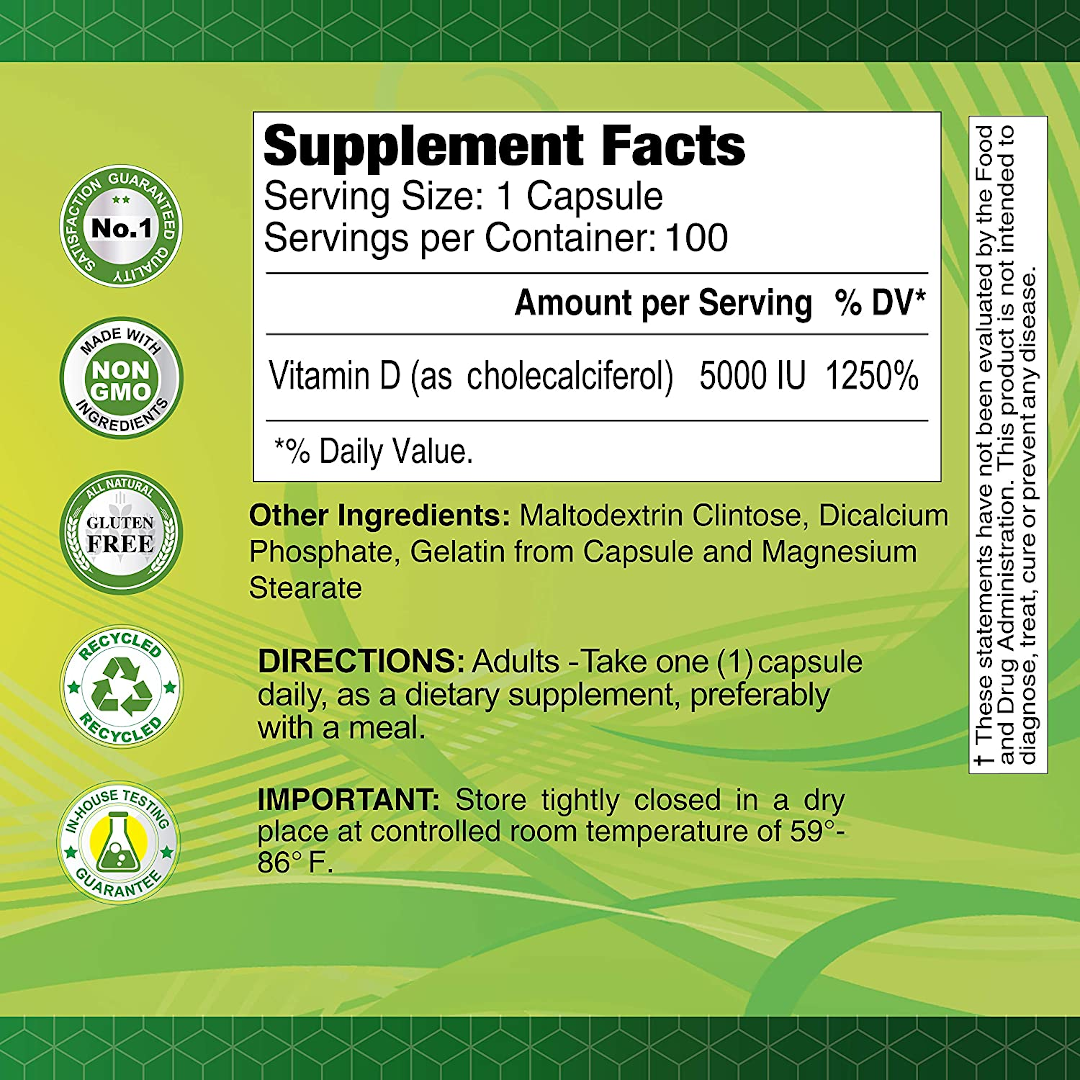 SATISFACTION GUARANTEED QUALITY
No.1
MADE WITH
NON
GMO
INGREDIENTS
ALL NATURAL
GLUTEN
FREE
RECYCLED
RECYCLED
IN-HOUSE TESTING
GUARANTEE
Supplement Facts
Serving Size: 1 Capsule
Servings per Container: 100
Amount per Serving % DV*
Vitamin D (as cholecalciferol) 5000 IU 1250%
*% Daily Value.
Other Ingredients: Maltodextrin Clintose, Dicalcium
Phosphate, Gelatin from Capsule and Magnesium
Stearate
DIRECTIONS: Adults -Take one (1) capsule
daily, as a dietary supplement, preferably
with a meal.
IMPORTANT: Store tightly closed in a dry
place at controlled room temperature of 59°-
86° F.
† These statements have not been evaluated by the Food
and Drug Administration. This product is not intended to
diagnose, treat, cure or prevent any disease.